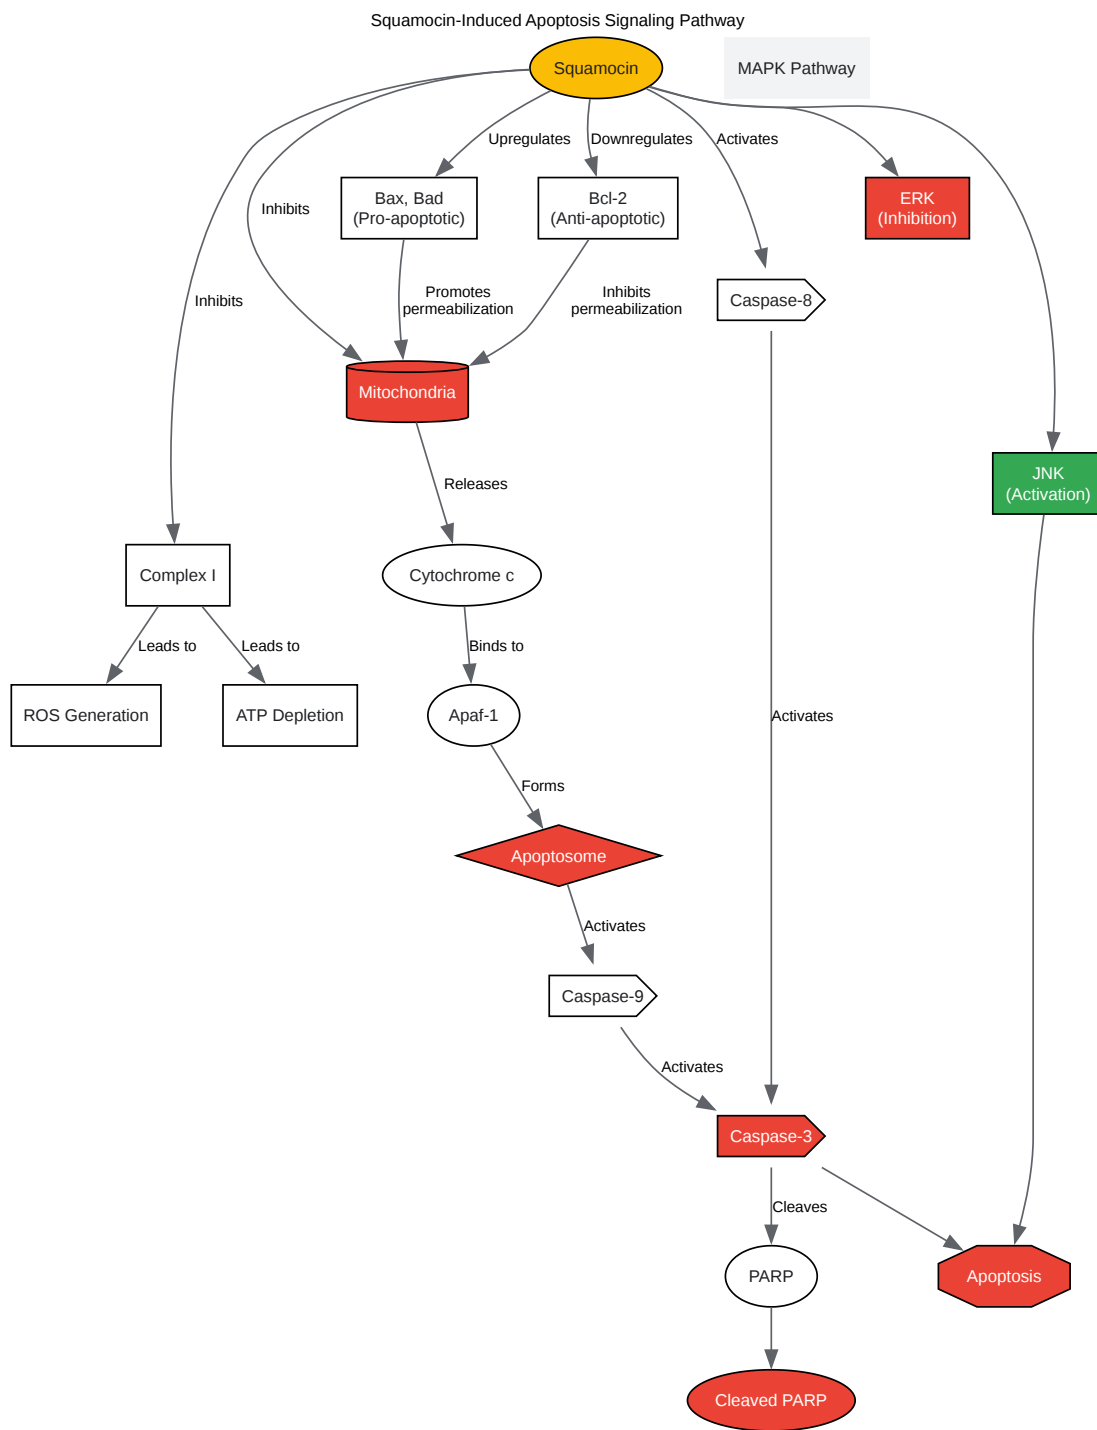 Squamocin-Induced Apoptosis Signaling Pathway
Squamocin
MAPK Pathway
Upregulates
Downregulates
Activates
Bax, Bad
(Pro-apoptotic)
Bcl-2
(Anti-apoptotic)
ERK
(Inhibition)
Inhibits
Inhibits
Promotes
permeabilization
Inhibits
permeabilization
Caspase-8
Mitochondria
Releases
JNK
(Activation)
Complex I
Cytochrome c
Leads to
Leads to
Binds to
ROS Generation
ATP Depletion
Apaf-1
Activates
Forms
Apoptosome
Activates
Caspase-9
Activates
Caspase-3
Cleaves
PARP
Apoptosis
Cleaved PARP